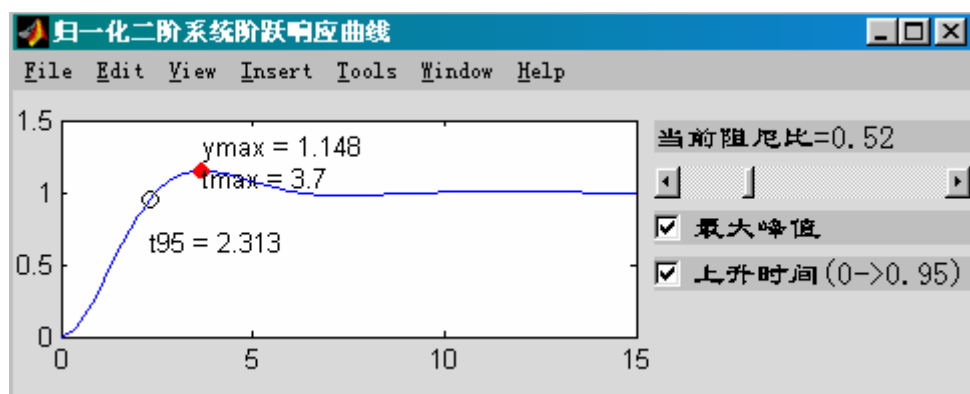 归一化二阶系统阶跃响应曲线
File Edit View Insert Tools Window Help
1.5
ymax = 1.148
tmax = 3.7
1
t95 = 2.313
0.5
0
0 5 10 15
当前阻尼比=0.52
最大峰值
上升时间(0->0.95)